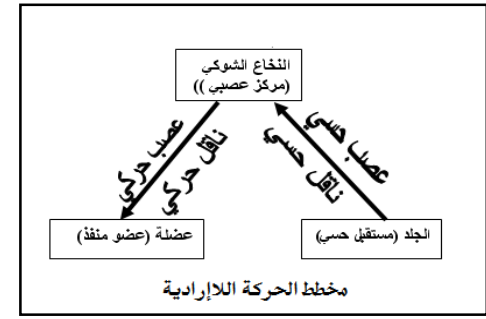 النخاع الشوكي
(مركز عصبي ))
عصب حسي
ناقل حسي
عصب حركي
ناقل حركي
الجلد (مستقبل حسي)
عضلة (عضو منفذ)
مخطط الحركة اللاإرادية